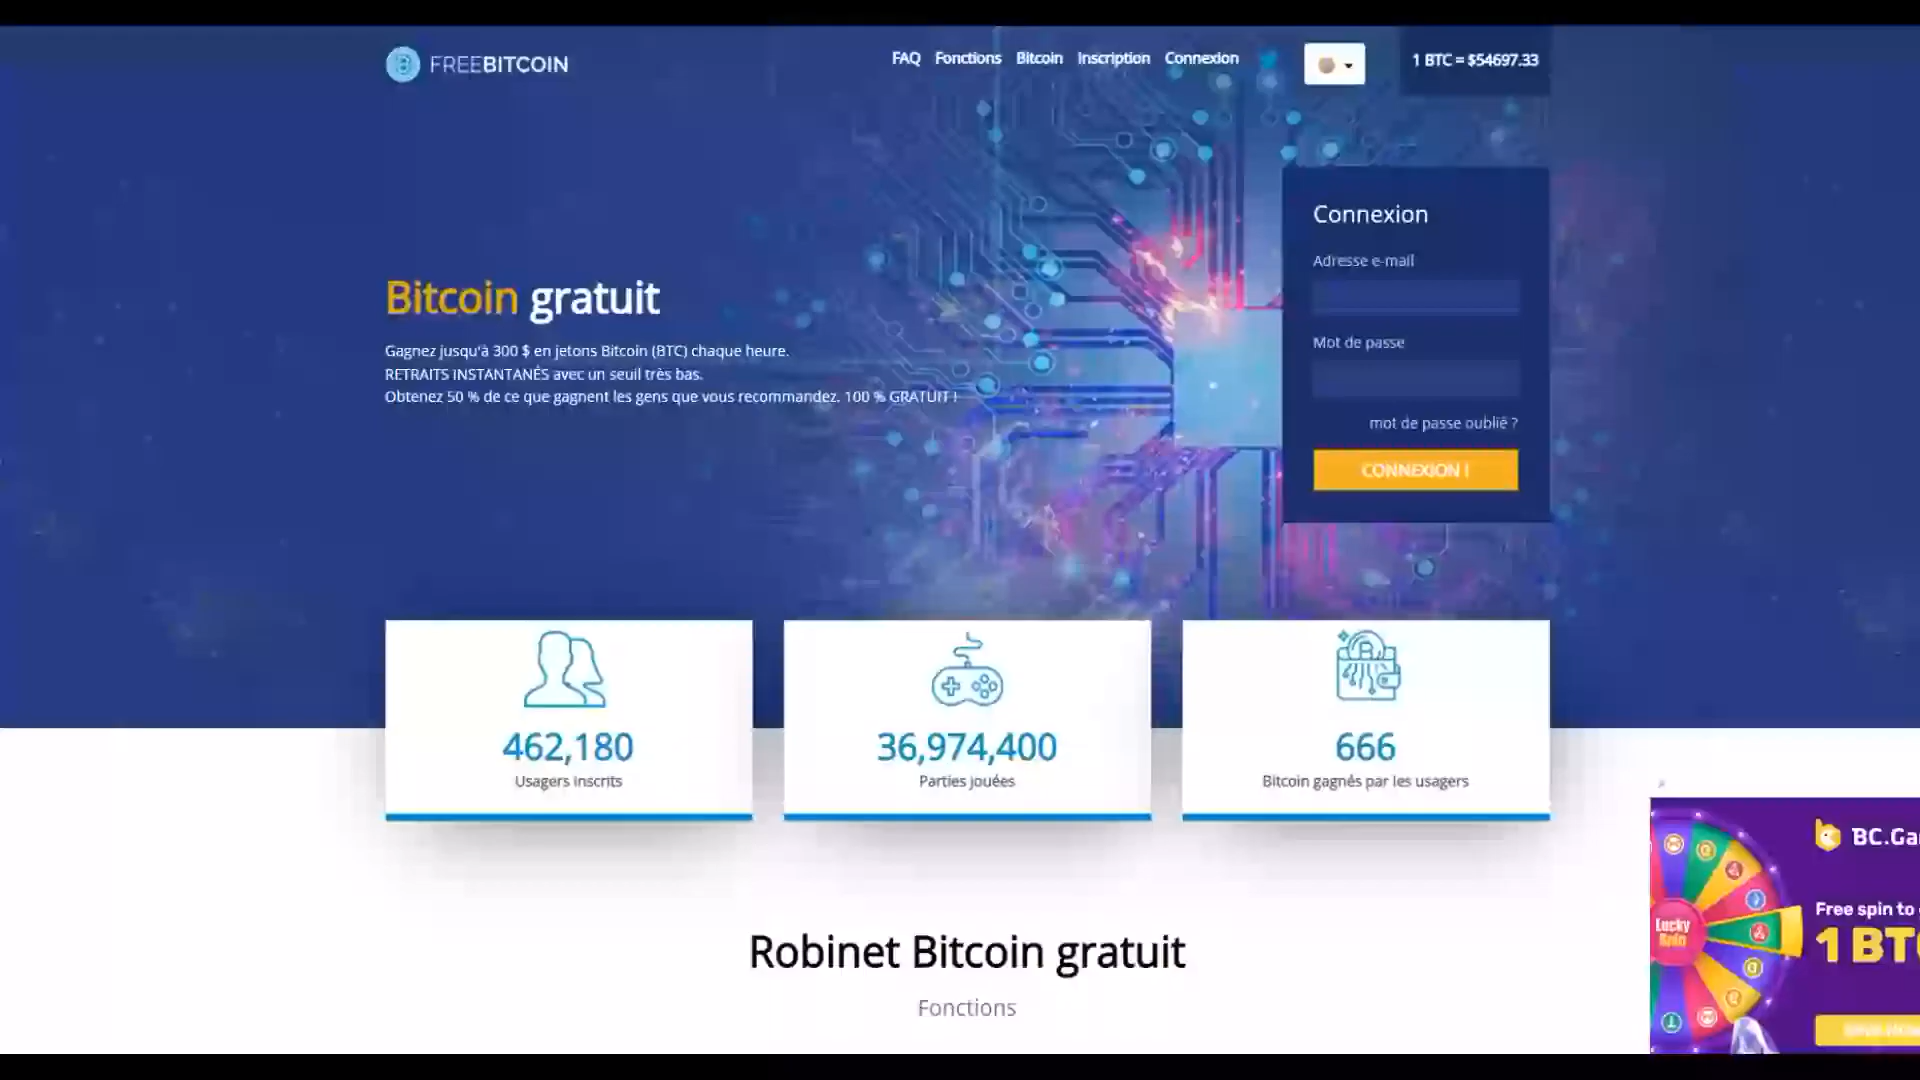 FREEBITCOIN
FAQ Fonctions Bitcoin Inscription Connexion
1 BTC = $54697.33
Connexion
Adresse e-mail
Mot de passe
mot de passe oublié ?
CONNEXION !
Bitcoin gratuit
Gagnez jusqu'à 300 $ en jetons Bitcoin (BTC) chaque heure.
RETRAITS INSTANTANÉS avec un seuil très bas.
Obtenez 50 % de ce que gagnent les gens que vous recommandez. 100 % GRATUIT !
462,180
Usagers inscrits
36,974,400
Parties jouées
666
Bitcoin gagnés par les usagers
Robinet Bitcoin gratuit
Fonctions
BC.Ga
Free spin to
1 BT
Lucky
Spin